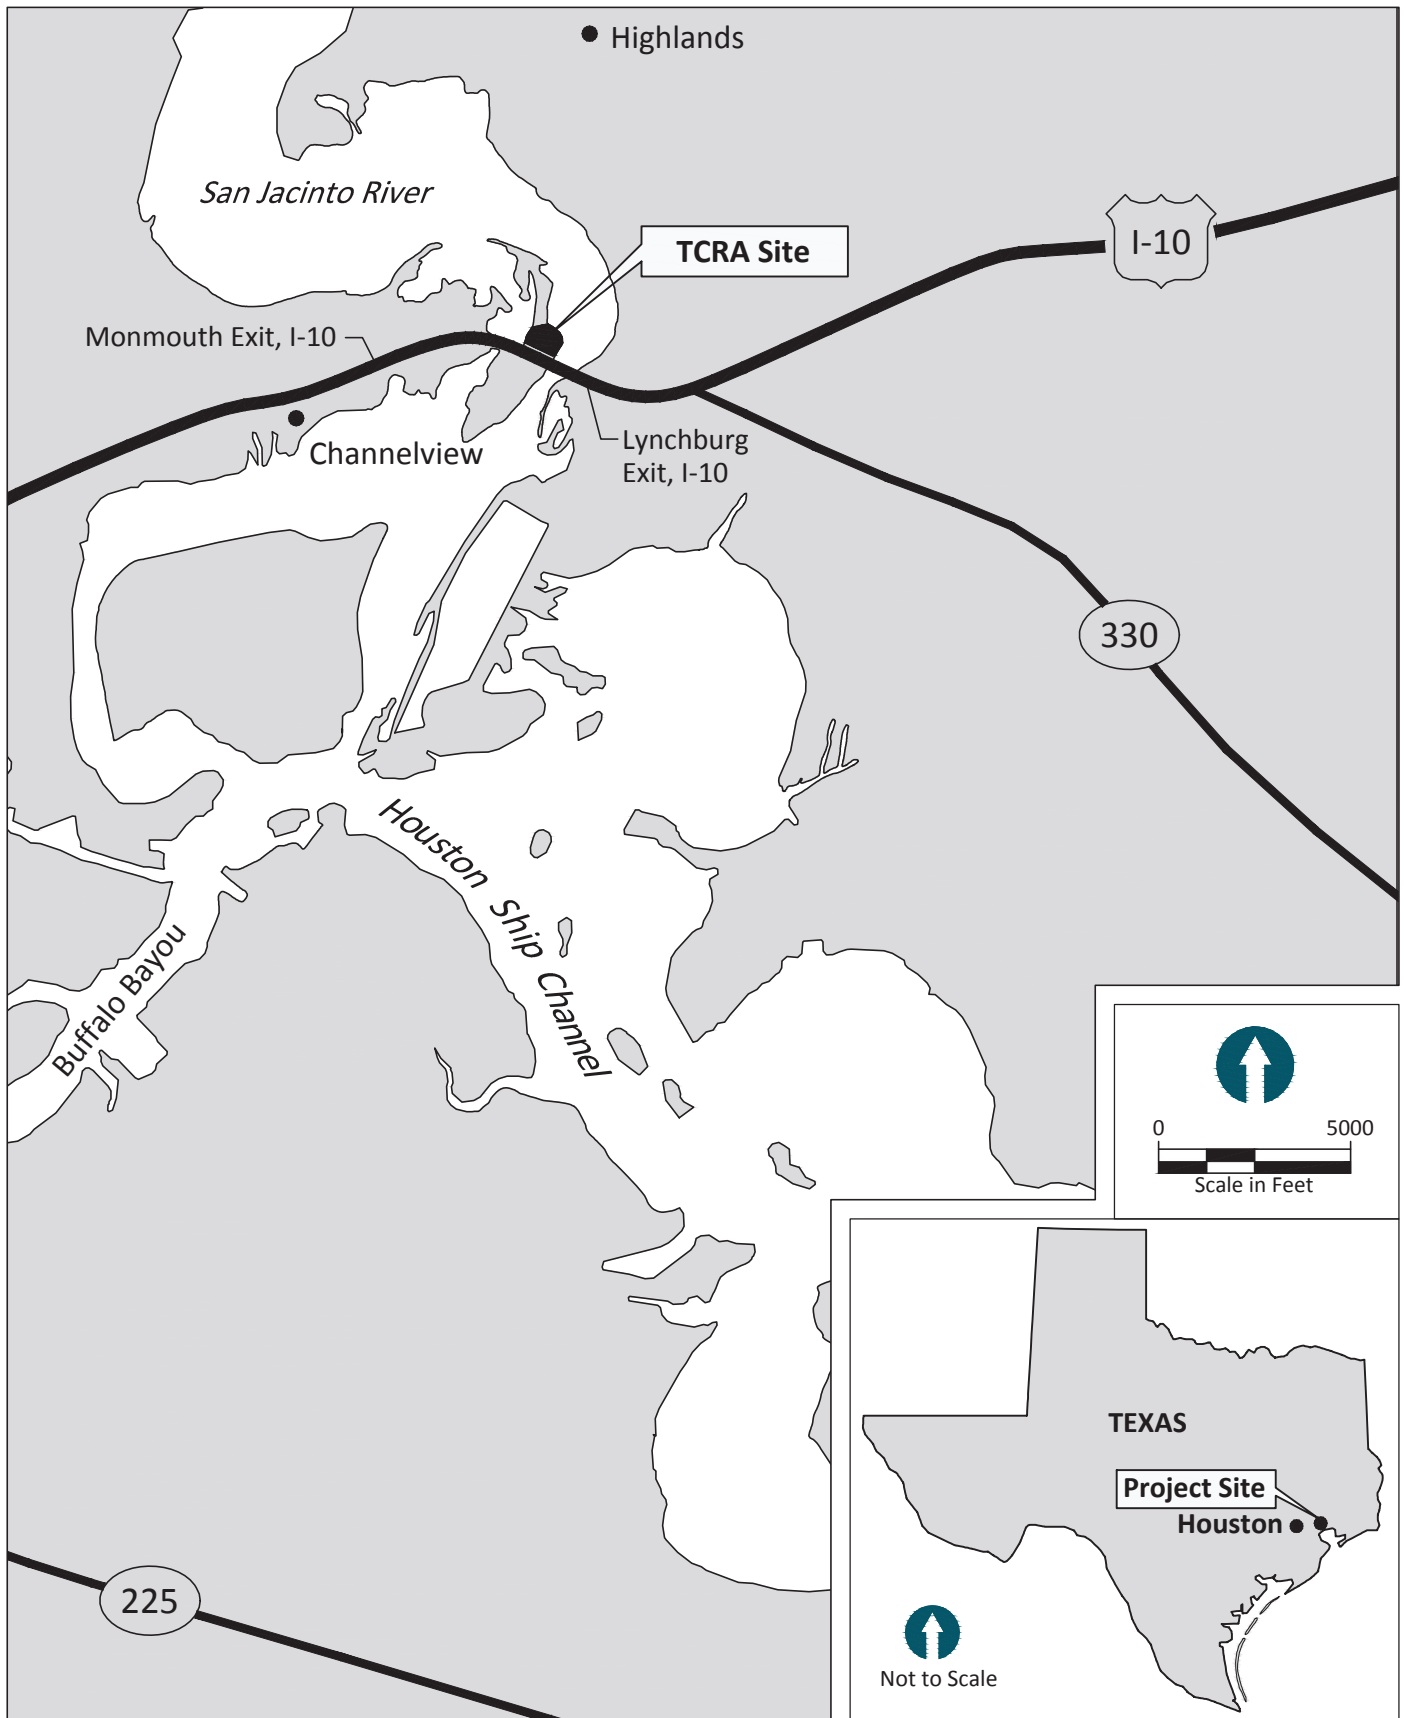 Highlands
San Jacinto River
TCRA Site
I-10
Monmouth Exit, I-10
Lynchburg
Exit, I-10
Channelview
330
Houston Ship Channel
Buffalo Bayou
0 5000
Scale in Feet
TEXAS
Project Site
Houston
225
Not to Scale